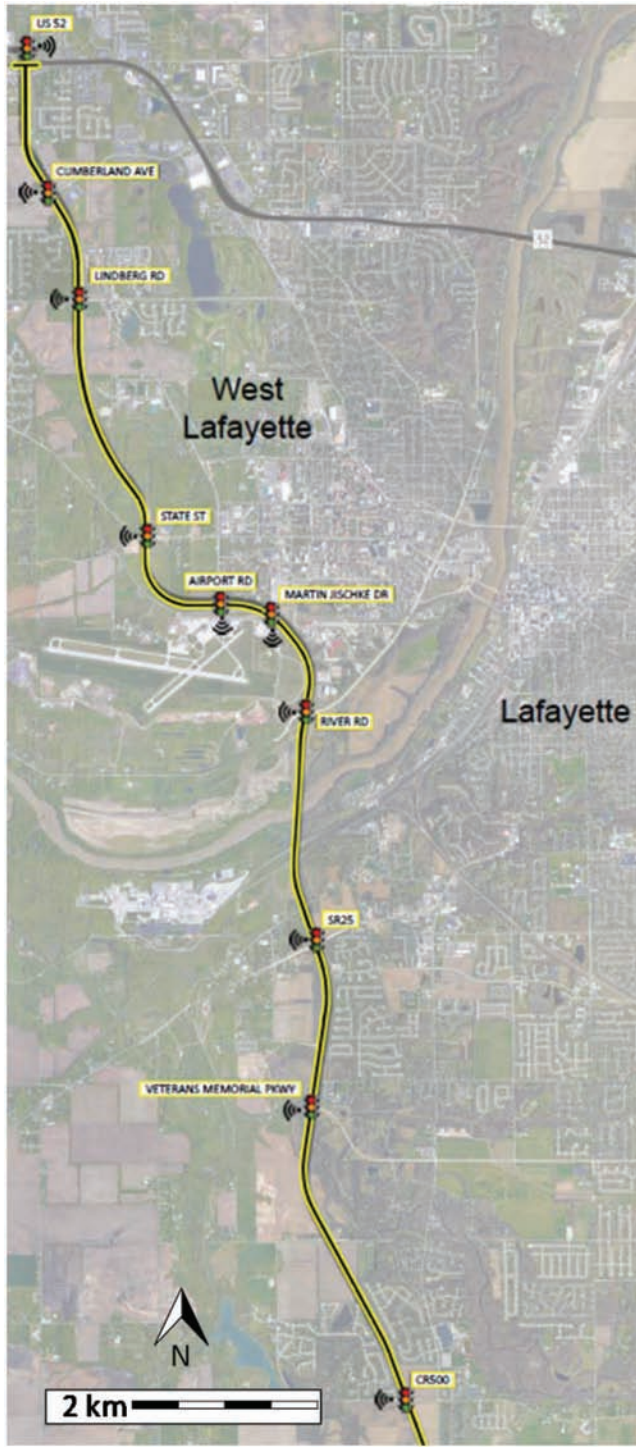 US 52
CUMBERLAND AVE
LINDBERG RD
West
Lafayette
STATE ST
AIRPORT RD
MARTIN JISCHKE DR
RIVER RD
Lafayette
SR25
VETERANS MEMORIAL PKWY
N
CR500
2 km